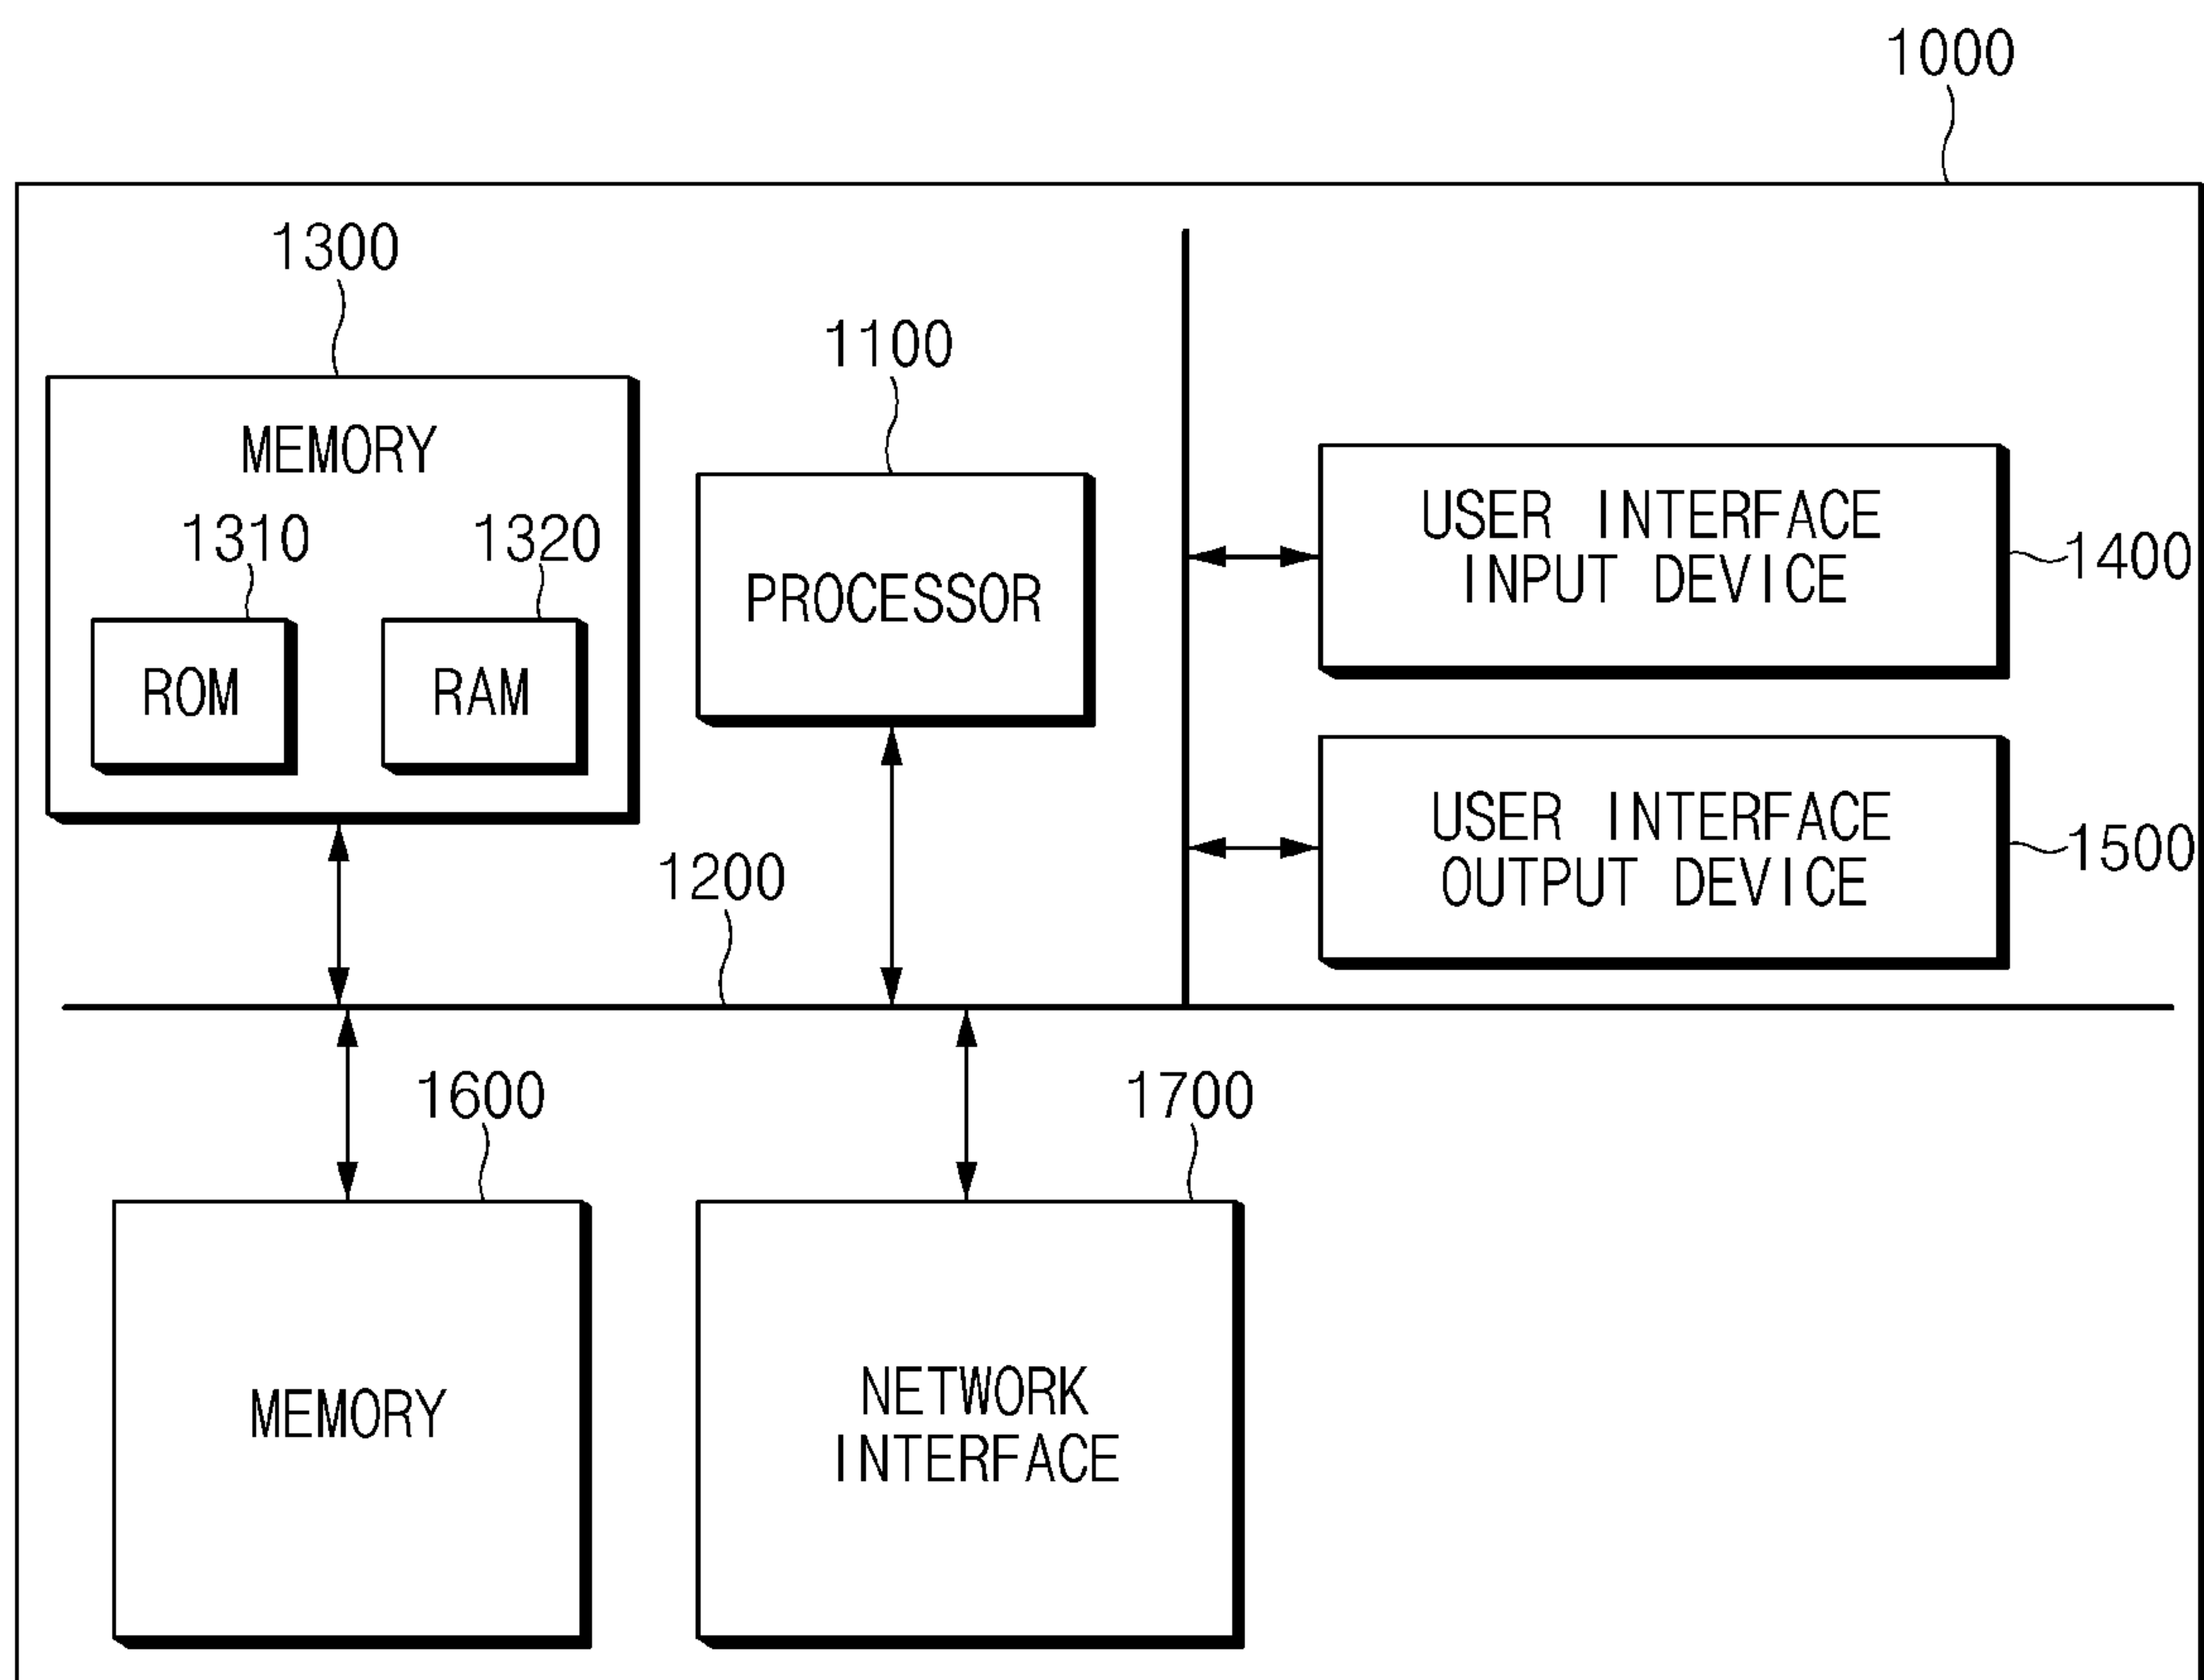 1000
1300
1100
MEMORY
1310
1320
ROM
RAM
PROCESSOR
USER INTERFACE
INPUT DEVICE
1400
USER INTERFACE
OUTPUT DEVICE
1500
1200
1600
1700
MEMORY
NETWORK
INTERFACE